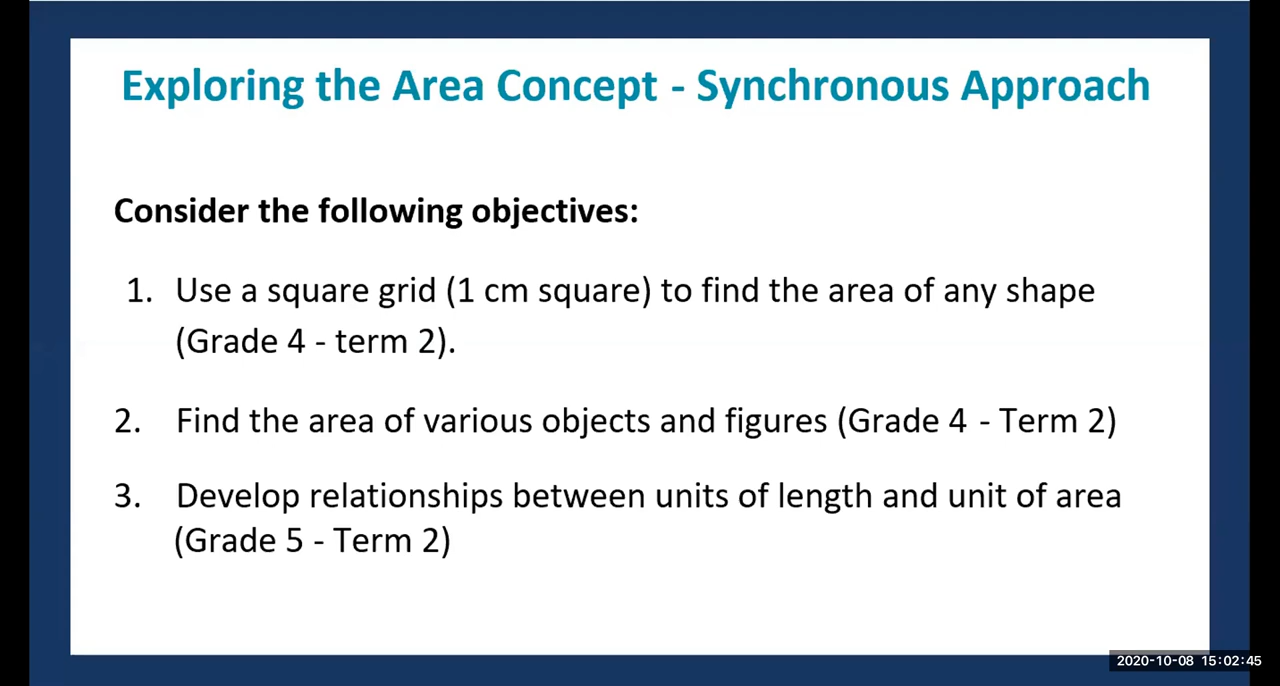 Exploring the Area Concept - Synchronous Approach
Consider the following objectives:
1. Use a square grid (1 cm square) to find the area of any shape
(Grade 4 - term 2).
2. Find the area of various objects and figures (Grade 4 - Term 2)
3. Develop relationships between units of length and unit of area
(Grade 5 - Term 2)
2020-10-08 15:02:45